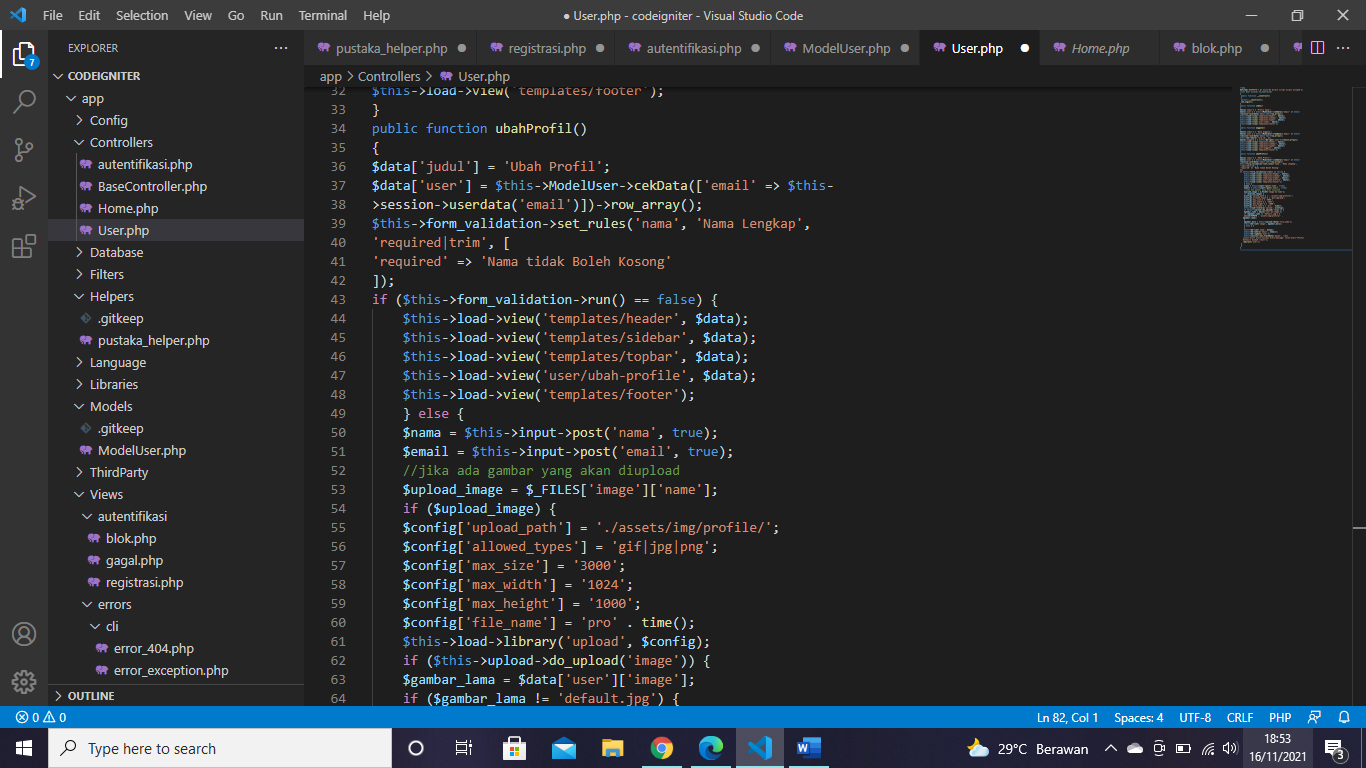 File Edit Selection View Go Run Terminal Help
● User.php - codeigniter - Visual Studio Code
EXPLORER
7
CODEIGNITER
app
Config
Controllers
autentifikasi.php
BaseController.php
Home.php
User.php
Database
Filters
Helpers
.gitkeep
pustaka_helper.php
Language
Libraries
Models
.gitkeep
ModelUser.php
ThirdParty
Views
autentifikasi
blok.php
gagal.php
registrasi.php
errors
cli
error_404.php
error_exception.php
OUTLINE
pustaka_helper.php registrasi.php autentifikasi.php ModelUser.php User.php Home.php blok.php
app > Controllers > User.php
32 $this->load->view('templates/footer');
33 }
34 public function ubahProfil()
35 {
36 $data['judul'] = 'Ubah Profil';
37 $data['user'] = $this->ModelUser->cekData(['email' => $this-
38 >session->userdata('email')])->row_array();
39 $this->form_validation->set_rules('nama', 'Nama Lengkap',
40 'required|trim', [
41 'required' => 'Nama tidak Boleh Kosong'
42 ]);
43 if ($this->form_validation->run() == false) {
44 $this->load->view('templates/header', $data);
45 $this->load->view('templates/sidebar', $data);
46 $this->load->view('templates/topbar', $data);
47 $this->load->view('user/ubah-profile', $data);
48 $this->load->view('templates/footer');
49 } else {
50 $nama = $this->input->post('nama', true);
51 $email = $this->input->post('email', true);
52 //jika ada gambar yang akan diupload
53 $upload_image = $_FILES['image']['name'];
54 if ($upload_image) {
55 $config['upload_path'] = './assets/img/profile/';
56 $config['allowed_types'] = 'gif|jpg|png';
57 $config['max_size'] = '3000';
58 $config['max_width'] = '1024';
59 $config['max_height'] = '1000';
60 $config['file_name'] = 'pro' . time();
61 $this->load->library('upload', $config);
62 if ($this->upload->do_upload('image')) {
63 $gambar_lama = $data['user']['image'];
64 if ($gambar_lama != 'default.jpg') {
0 0
Ln 82, Col 1 Spaces: 4 UTF-8 CRLF PHP
Type here to search
29°C Berawan
18:53
16/11/2021
3